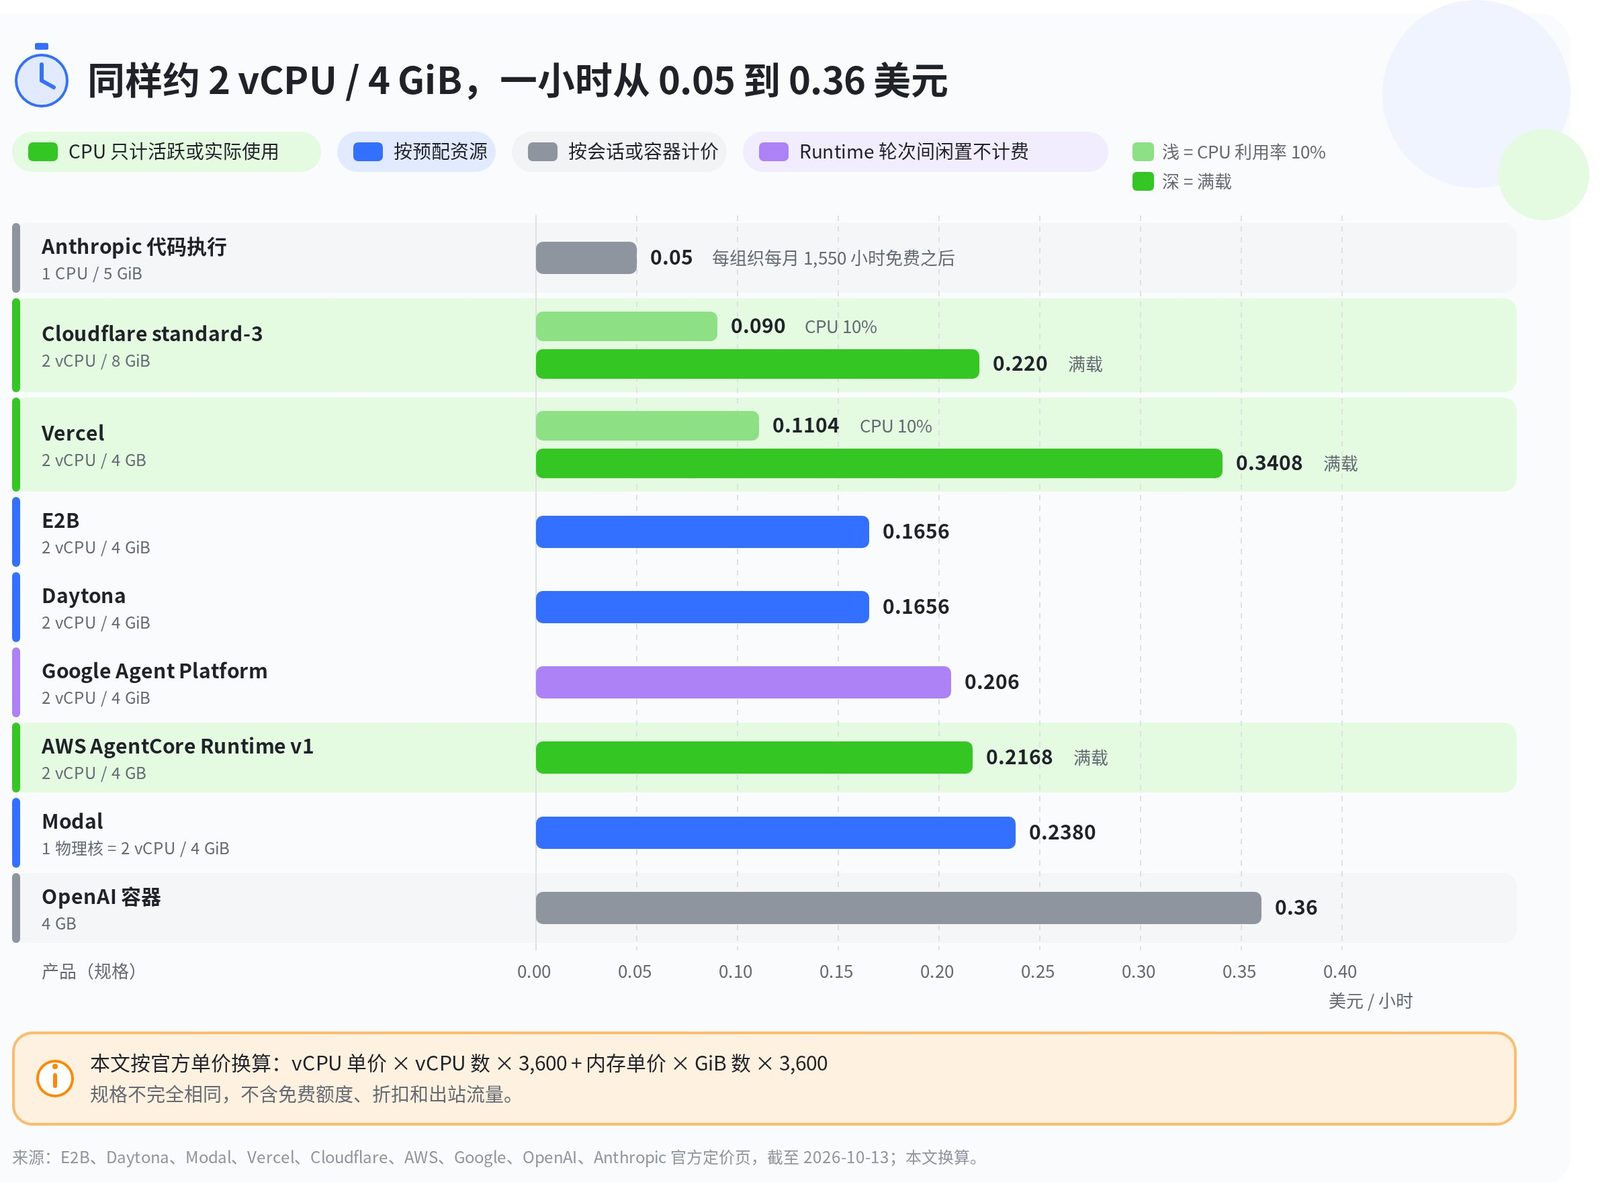 同样约 2 vCPU / 4 GiB，一小时从 0.05 到 0.36 美元
CPU 只计活跃或实际使用
按预配资源
按会话或容器计价
Runtime 轮次间闲置不计费
浅 = CPU 利用率 10%
深 = 满载
Anthropic 代码执行
1 CPU / 5 GiB
0.05 每组织每月 1,550 小时免费之后
Cloudflare standard-3
2 vCPU / 8 GiB
0.090 CPU 10%
0.220 满载
Vercel
2 vCPU / 4 GB
0.1104 CPU 10%
0.3408 满载
E2B
2 vCPU / 4 GiB
0.1656
Daytona
2 vCPU / 4 GiB
0.1656
Google Agent Platform
2 vCPU / 4 GiB
0.206
AWS AgentCore Runtime v1
2 vCPU / 4 GB
0.2168 满载
Modal
1 物理核 = 2 vCPU / 4 GiB
0.2380
OpenAI 容器
4 GB
0.36
产品（规格） 0.00 0.05 0.10 0.15 0.20 0.25 0.30 0.35 0.40
美元 / 小时
本文按官方单价换算：vCPU 单价 × vCPU 数 × 3,600 + 内存单价 × GiB 数 × 3,600
规格不完全相同，不含免费额度、折扣和出站流量。
来源：E2B、Daytona、Modal、Vercel、Cloudflare、AWS、Google、OpenAI、Anthropic 官方定价页，截至 2026-10-13；本文换算。